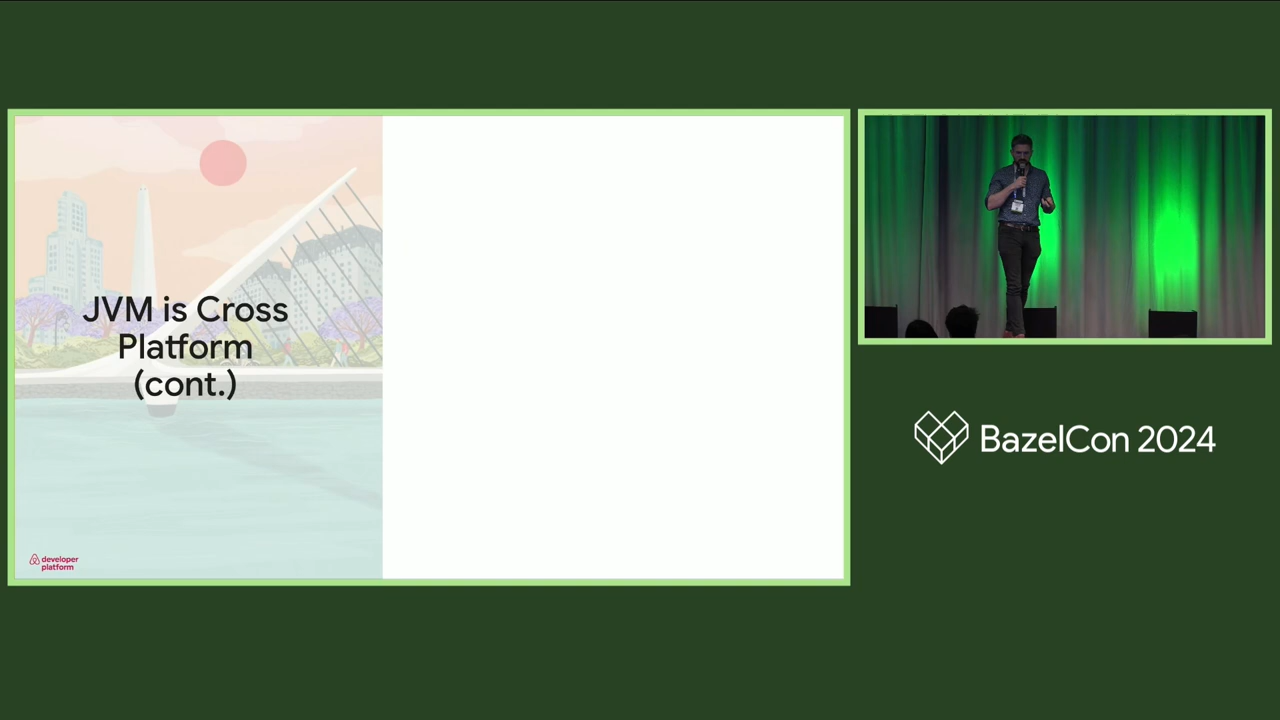 JVM is Cross
Platform
(cont.)
developer
platform
BazelCon 2024